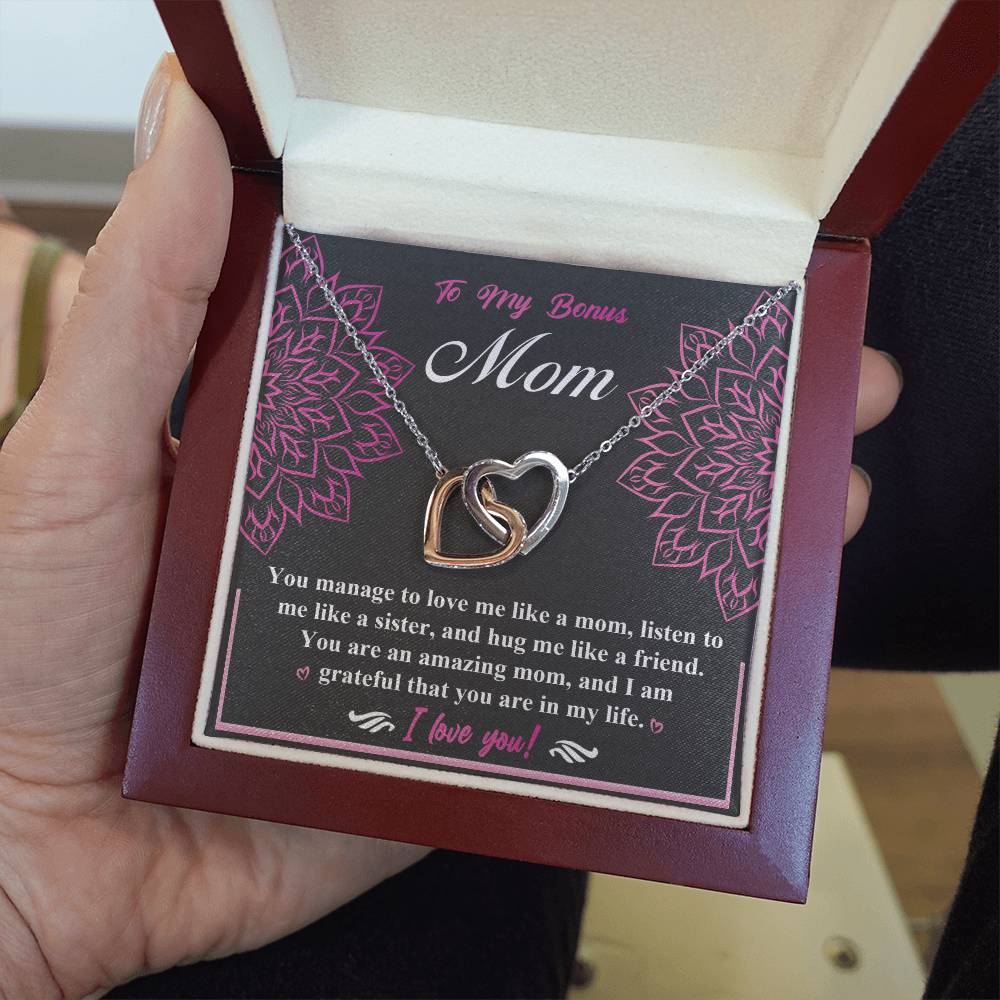 To My Bonus
Mom
You manage to love me like a mom, listen to
me like a sister, and hug me like a friend.
You are an amazing mom, and I am
grateful that you are in my life.
I love you!